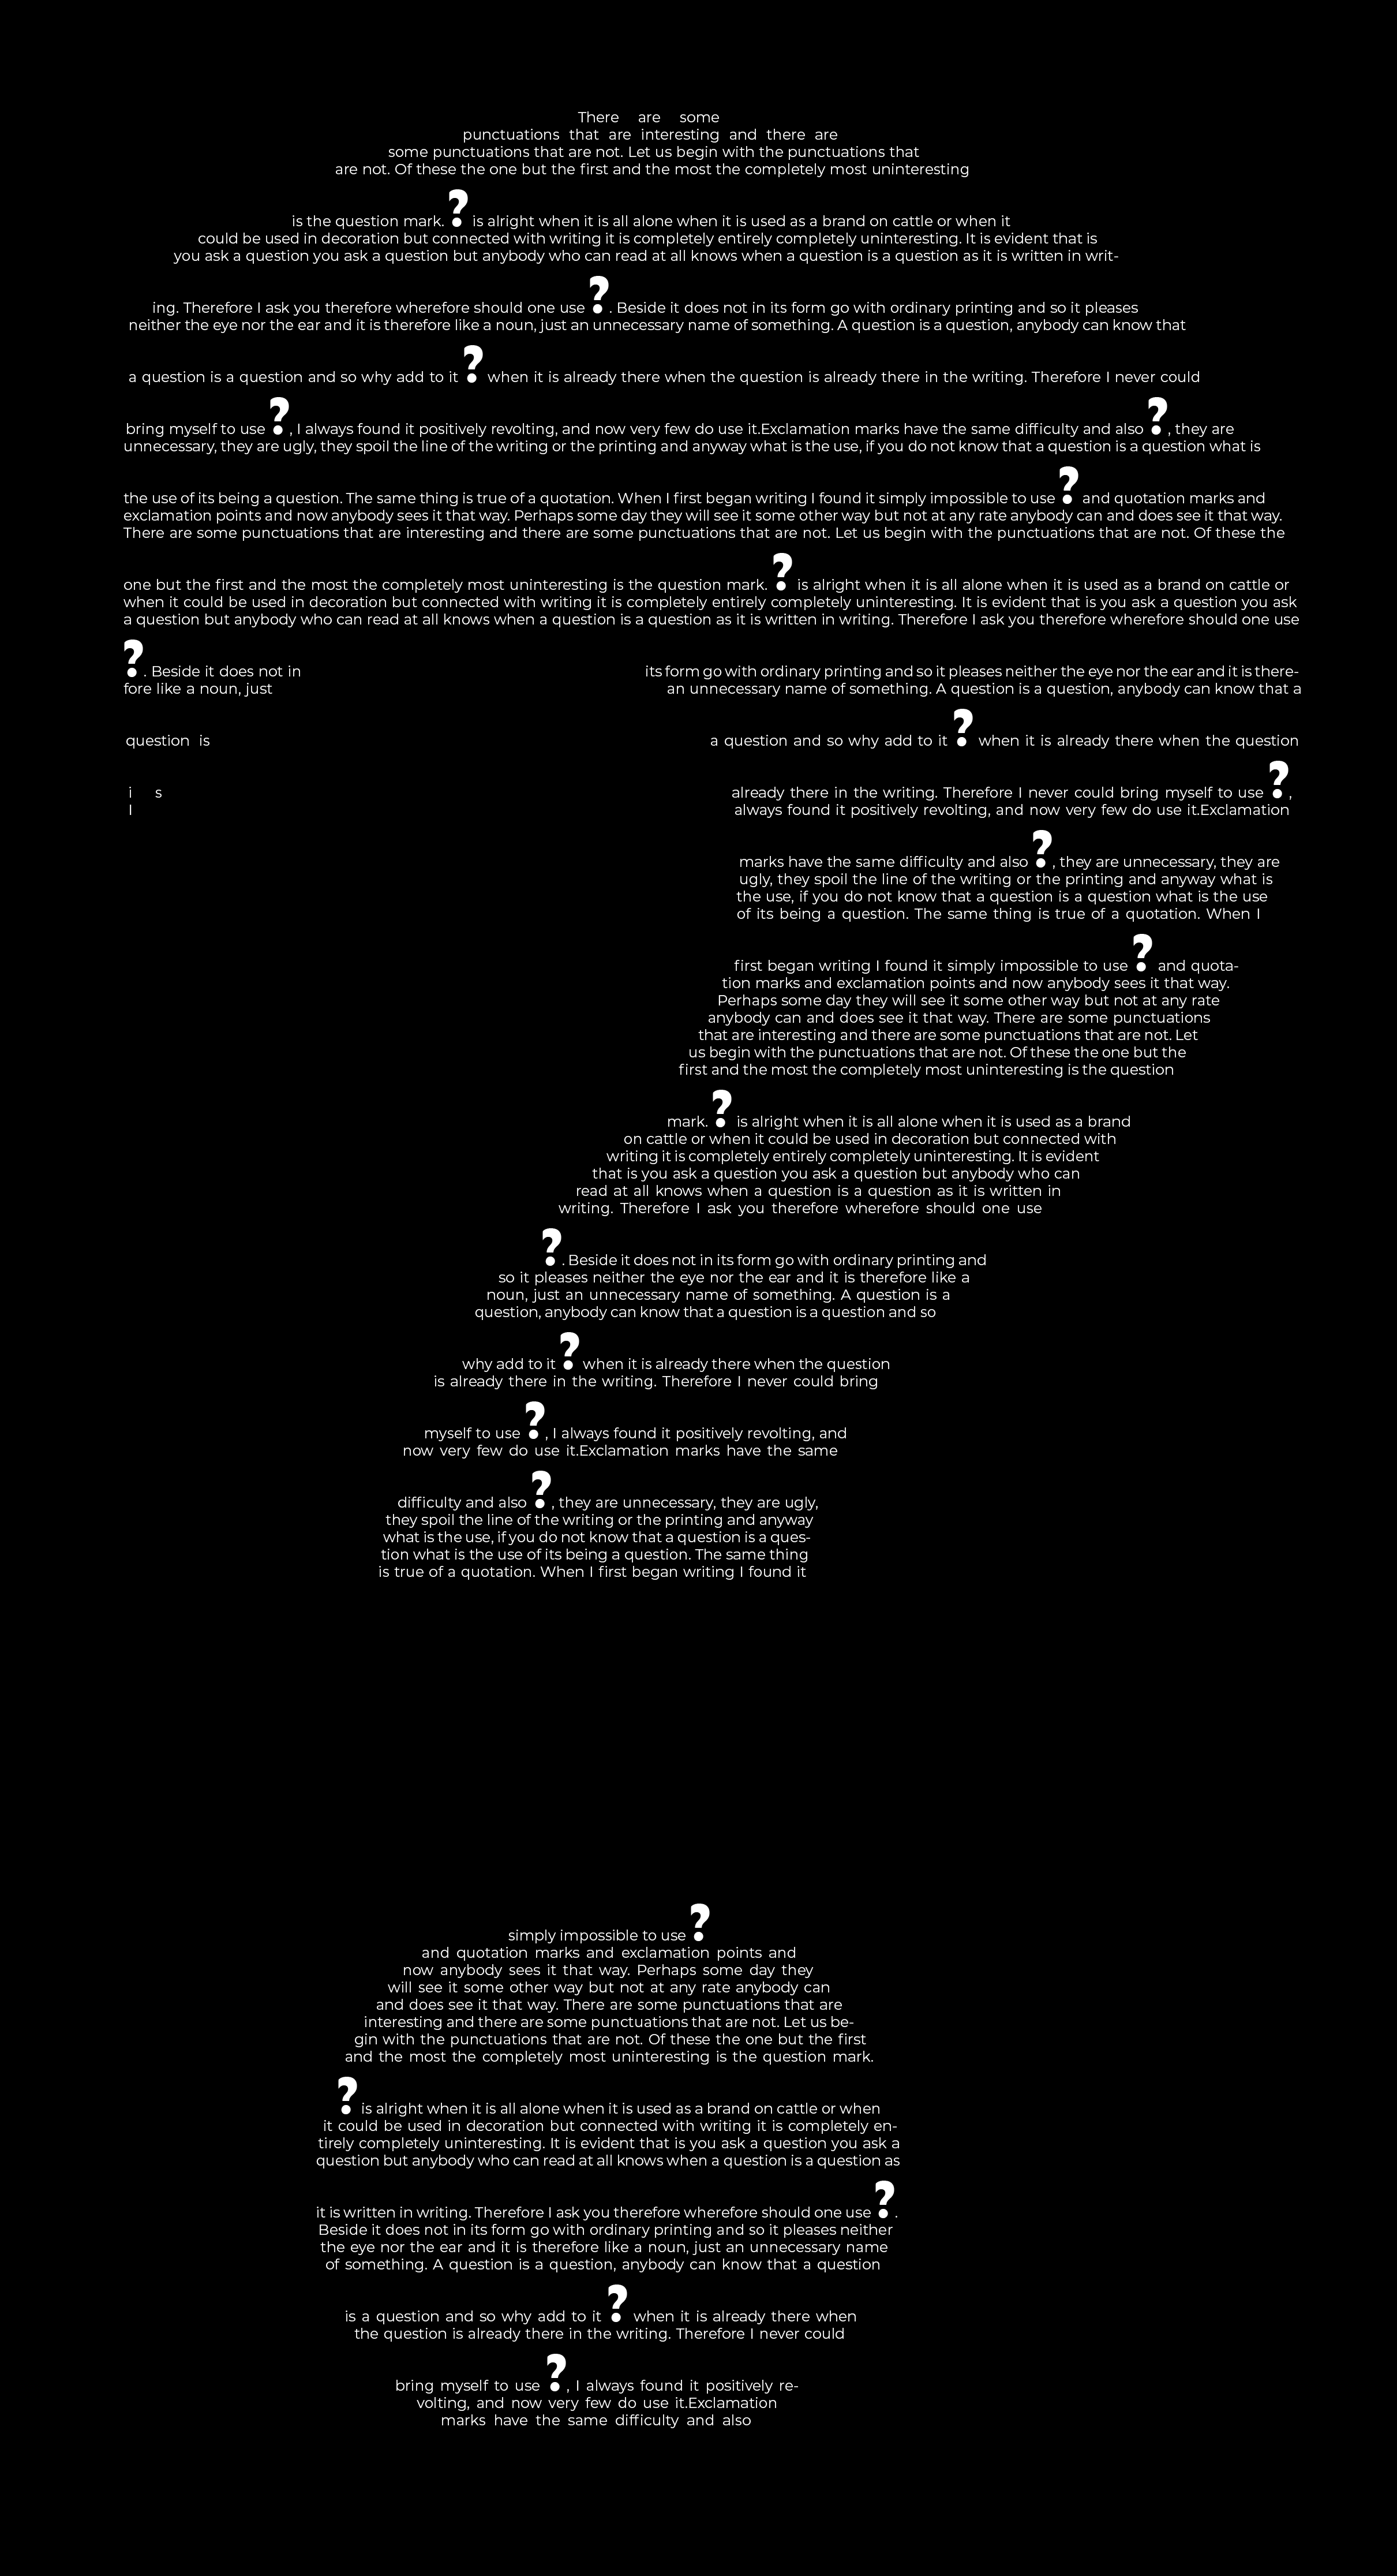 There are some
punctuations that are interesting and there are
some punctuations that are not. Let us begin with the punctuations that
are not. Of these the one but the first and the most the completely most uninteresting
is the question mark. ? is alright when it is all alone when it is used as a brand on cattle or when it
could be used in decoration but connected with writing it is completely entirely completely uninteresting. It is evident that is
you ask a question you ask a question but anybody who can read at all knows when a question is a question as it is written in writ-
ing. Therefore I ask you therefore wherefore should one use ?. Beside it does not in its form go with ordinary printing and so it pleases
neither the eye nor the ear and it is therefore like a noun, just an unnecessary name of something. A question is a question, anybody can know that
a question is a question and so why add to it ? when it is already there when the question is already there in the writing. Therefore I never could
bring myself to use ?, I always found it positively revolting, and now very few do use it.Exclamation marks have the same difficulty and also ?, they are
unnecessary, they are ugly, they spoil the line of the writing or the printing and anyway what is the use, if you do not know that a question is a question what is
the use of its being a question. The same thing is true of a quotation. When I first began writing I found it simply impossible to use ? and quotation marks and
exclamation points and now anybody sees it that way. Perhaps some day they will see it some other way but not at any rate anybody can and does see it that way.
There are some punctuations that are interesting and there are some punctuations that are not. Let us begin with the punctuations that are not. Of these the
one but the first and the most the completely most uninteresting is the question mark. ? is alright when it is all alone when it is used as a brand on cattle or
when it could be used in decoration but connected with writing it is completely entirely completely uninteresting. It is evident that is you ask a question you ask
a question but anybody who can read at all knows when a question is a question as it is written in writing. Therefore I ask you therefore wherefore should one use
?. Beside it does not in its form go with ordinary printing and so it pleases neither the eye nor the ear and it is there-
fore like a noun, just an unnecessary name of something. A question is a question, anybody can know that a
question is a question and so why add to it ? when it is already there when the question
i s already there in the writing. Therefore I never could bring myself to use ?,
I always found it positively revolting, and now very few do use it.Exclamation
marks have the same difficulty and also ?, they are unnecessary, they are
ugly, they spoil the line of the writing or the printing and anyway what is
the use, if you do not know that a question is a question what is the use
of its being a question. The same thing is true of a quotation. When I
first began writing I found it simply impossible to use ? and quota-
tion marks and exclamation points and now anybody sees it that way.
Perhaps some day they will see it some other way but not at any rate
anybody can and does see it that way. There are some punctuations
that are interesting and there are some punctuations that are not. Let
us begin with the punctuations that are not. Of these the one but the
first and the most the completely most uninteresting is the question
mark. ? is alright when it is all alone when it is used as a brand
on cattle or when it could be used in decoration but connected with
writing it is completely entirely completely uninteresting. It is evident
that is you ask a question you ask a question but anybody who can
read at all knows when a question is a question as it is written in
writing. Therefore I ask you therefore wherefore should one use
?. Beside it does not in its form go with ordinary printing and
so it pleases neither the eye nor the ear and it is therefore like a
noun, just an unnecessary name of something. A question is a
question, anybody can know that a question is a question and so
why add to it ? when it is already there when the question
is already there in the writing. Therefore I never could bring
myself to use ?, I always found it positively revolting, and
now very few do use it.Exclamation marks have the same
difficulty and also ?, they are unnecessary, they are ugly,
they spoil the line of the writing or the printing and anyway
what is the use, if you do not know that a question is a ques-
tion what is the use of its being a question. The same thing
is true of a quotation. When I first began writing I found it
simply impossible to use ?
and quotation marks and exclamation points and
now anybody sees it that way. Perhaps some day they
will see it some other way but not at any rate anybody can
and does see it that way. There are some punctuations that are
interesting and there are some punctuations that are not. Let us be-
gin with the punctuations that are not. Of these the one but the first
and the most the completely most uninteresting is the question mark.
? is alright when it is all alone when it is used as a brand on cattle or when
it could be used in decoration but connected with writing it is completely en-
tirely completely uninteresting. It is evident that is you ask a question you ask a
question but anybody who can read at all knows when a question is a question as
it is written in writing. Therefore I ask you therefore wherefore should one use ?.
Beside it does not in its form go with ordinary printing and so it pleases neither
the eye nor the ear and it is therefore like a noun, just an unnecessary name
of something. A question is a question, anybody can know that a question
is a question and so why add to it ? when it is already there when
the question is already there in the writing. Therefore I never could
bring myself to use ?, I always found it positively re-
volting, and now very few do use it.Exclamation
marks have the same difficulty and also